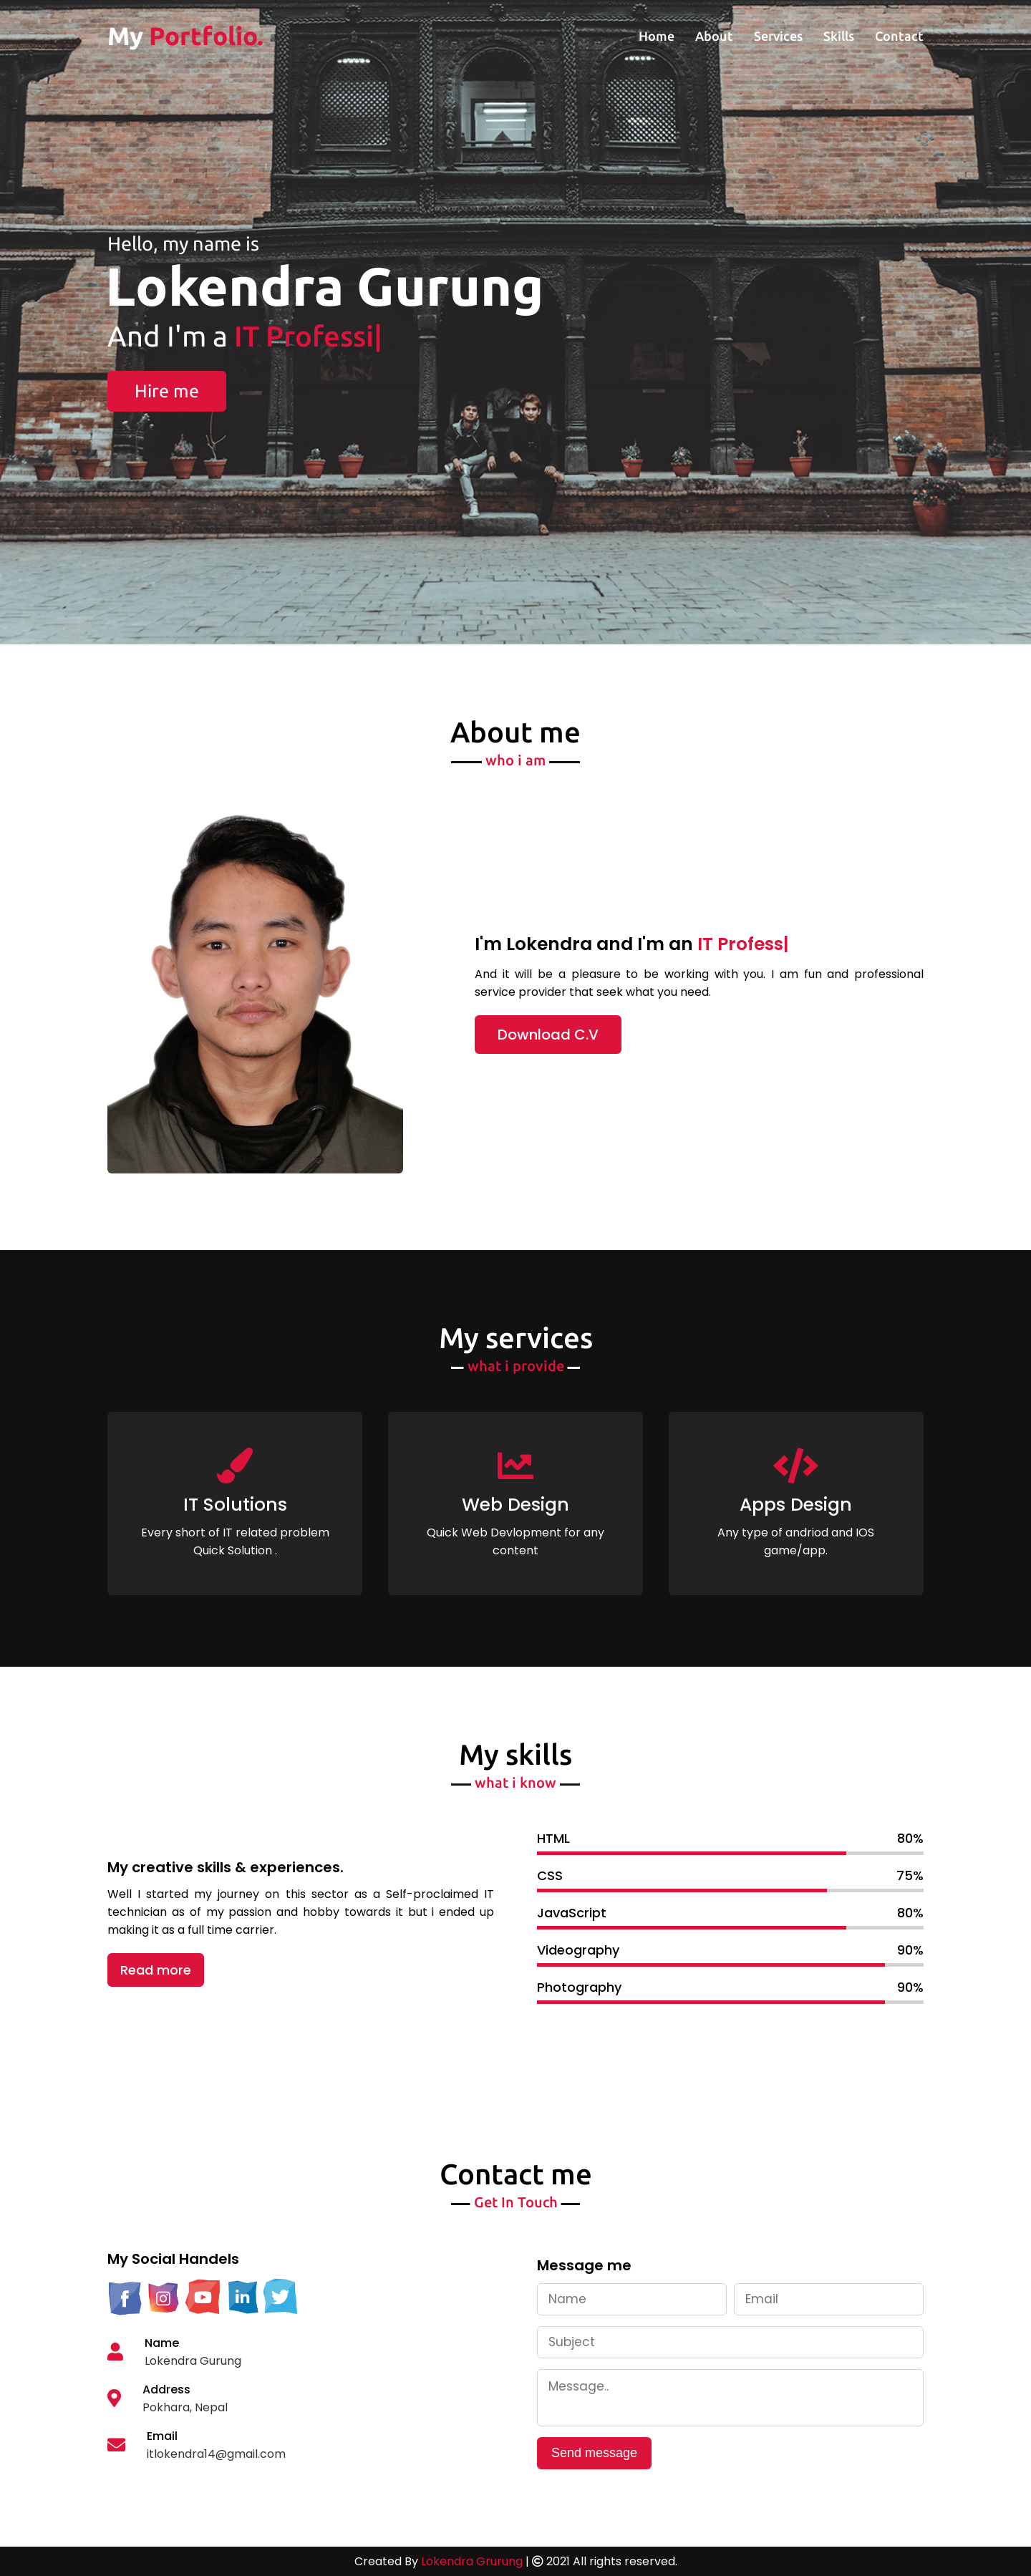 My Portfolio.
Home About Services Skills Contact
Hello, my name is
Lokendra Gurung
And I'm a IT Professi|
Hire me
About me
who i am
I'm Lokendra and I'm an IT Profess|
And it will be a pleasure to be working with you. I am fun and professional
service provider that seek what you need.
Download C.V
My services
what i provide
IT Solutions
Every short of IT related problem
Quick Solution .
Web Design
Quick Web Devlopment for any
content
Apps Design
Any type of andriod and IOS
game/app.
My skills
what i know
My creative skills & experiences.
Well I started my journey on this sector as a Self-proclaimed IT
technician as of my passion and hobby towards it but i ended up
making it as a full time carrier.
Read more
HTML 80%
CSS 75%
JavaScript 80%
Videography 90%
Photography 90%
Contact me
Get In Touch
My Social Handels
Name
Lokendra Gurung
Address
Pokhara, Nepal
Email
itlokendra14@gmail.com
Message me
Name Email
Subject
Message..
Send message
Created By Lokendra Grurung | © 2021 All rights reserved.